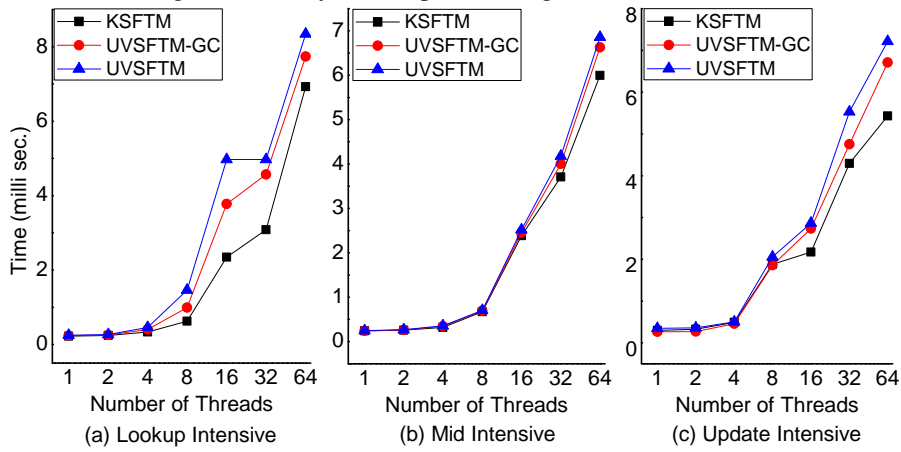 KSFTM
UVSFTM-GC
UVSFTM
8
6
4
2
0
Time (milli sec.)
1 2 4 8 16 32 64
Number of Threads
(a) Lookup Intensive
KSFTM
UVSFTM-GC
UVSFTM
7
6
5
4
3
2
1
0
1 2 4 8 16 32 64
Number of Threads
(b) Mid Intensive
KSFTM
UVSFTM-GC
UVSFTM
8
6
4
2
0
1 2 4 8 16 32 64
Number of Threads
(c) Update Intensive